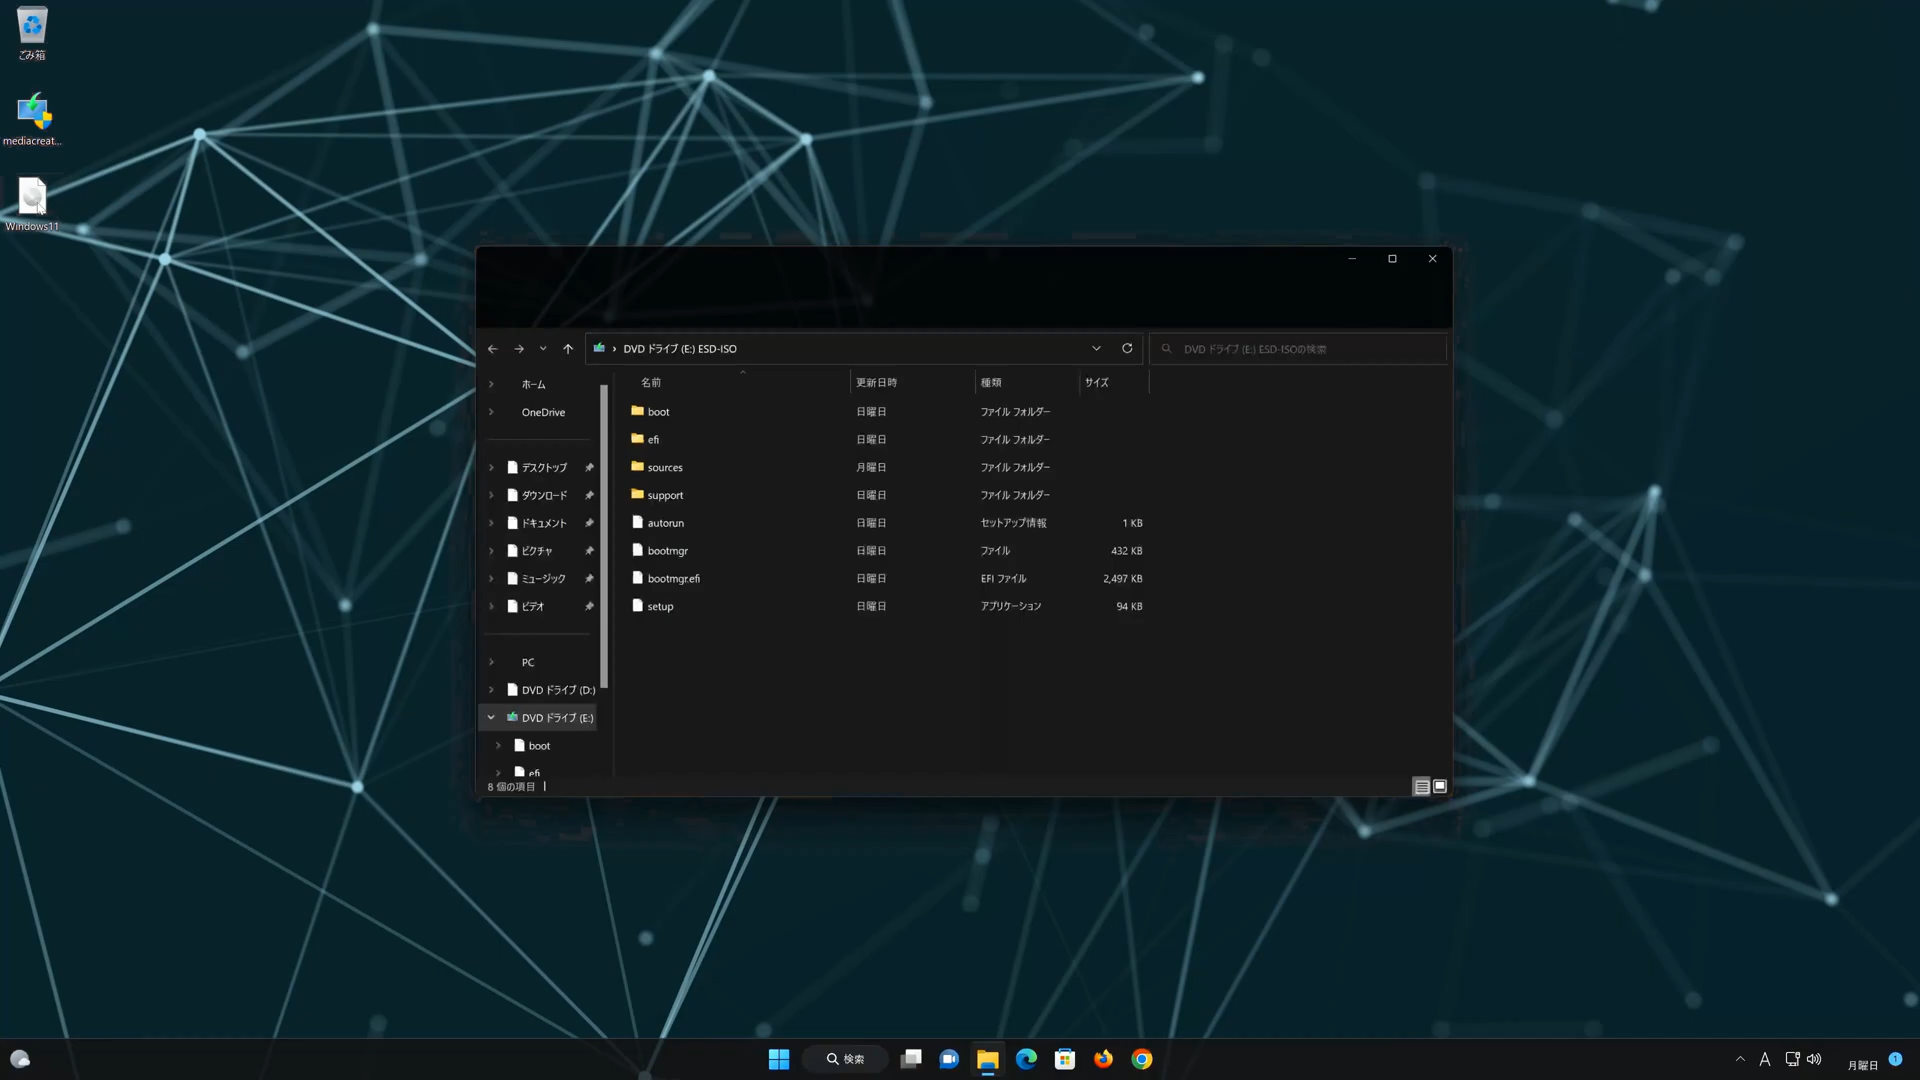 ごみ箱
mediacreat...
Windows11
DVD ドライブ (E:) ESD-ISO
DVD ドライブ (E:) ESD-ISOの検索
ホーム
OneDrive
デスクトップ
ダウンロード
ドキュメント
ピクチャ
ミュージック
ビデオ
PC
DVD ドライブ (D:)
DVD ドライブ (E:)
boot
efi
名前 更新日時 種類 サイズ
boot 日曜日 ファイル フォルダー
efi 日曜日 ファイル フォルダー
sources 月曜日 ファイル フォルダー
support 日曜日 ファイル フォルダー
autorun 日曜日 セットアップ情報 1 KB
bootmgr 日曜日 ファイル 432 KB
bootmgr.efi 日曜日 EFI ファイル 2,497 KB
setup 日曜日 アプリケーション 94 KB
8 個の項目
検索
A
月曜日
1